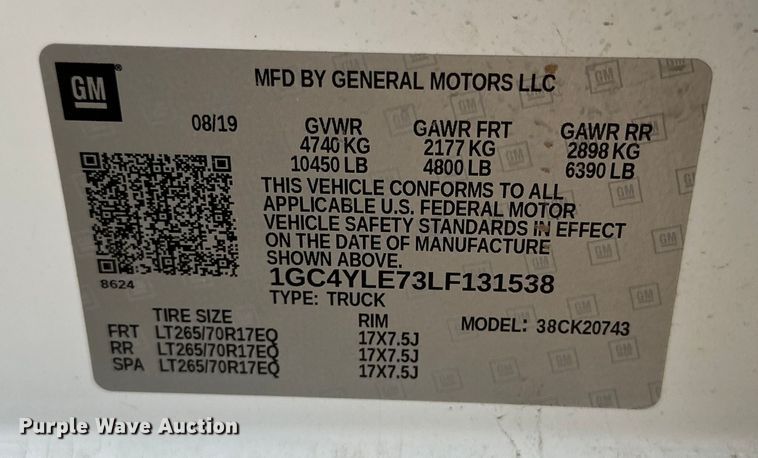 GM
MFD BY GENERAL MOTORS LLC
08/19
GVWR GAWR FRT GAWR RR
4740 KG 2177 KG 2898 KG
10450 LB 4800 LB 6390 LB
THIS VEHICLE CONFORMS TO ALL
APPLICABLE U.S. FEDERAL MOTOR
VEHICLE SAFETY STANDARDS IN EFFECT
ON THE DATE OF MANUFACTURE
SHOWN ABOVE.
8624
1GC4YLE73LF131538
TYPE: TRUCK
TIRE SIZE RIM MODEL: 38CK20743
FRT LT265/70R17EQ 17X7.5J
RR LT265/70R17EQ 17X7.5J
SPA LT265/70R17EQ 17X7.5J
Purple Wave Auction